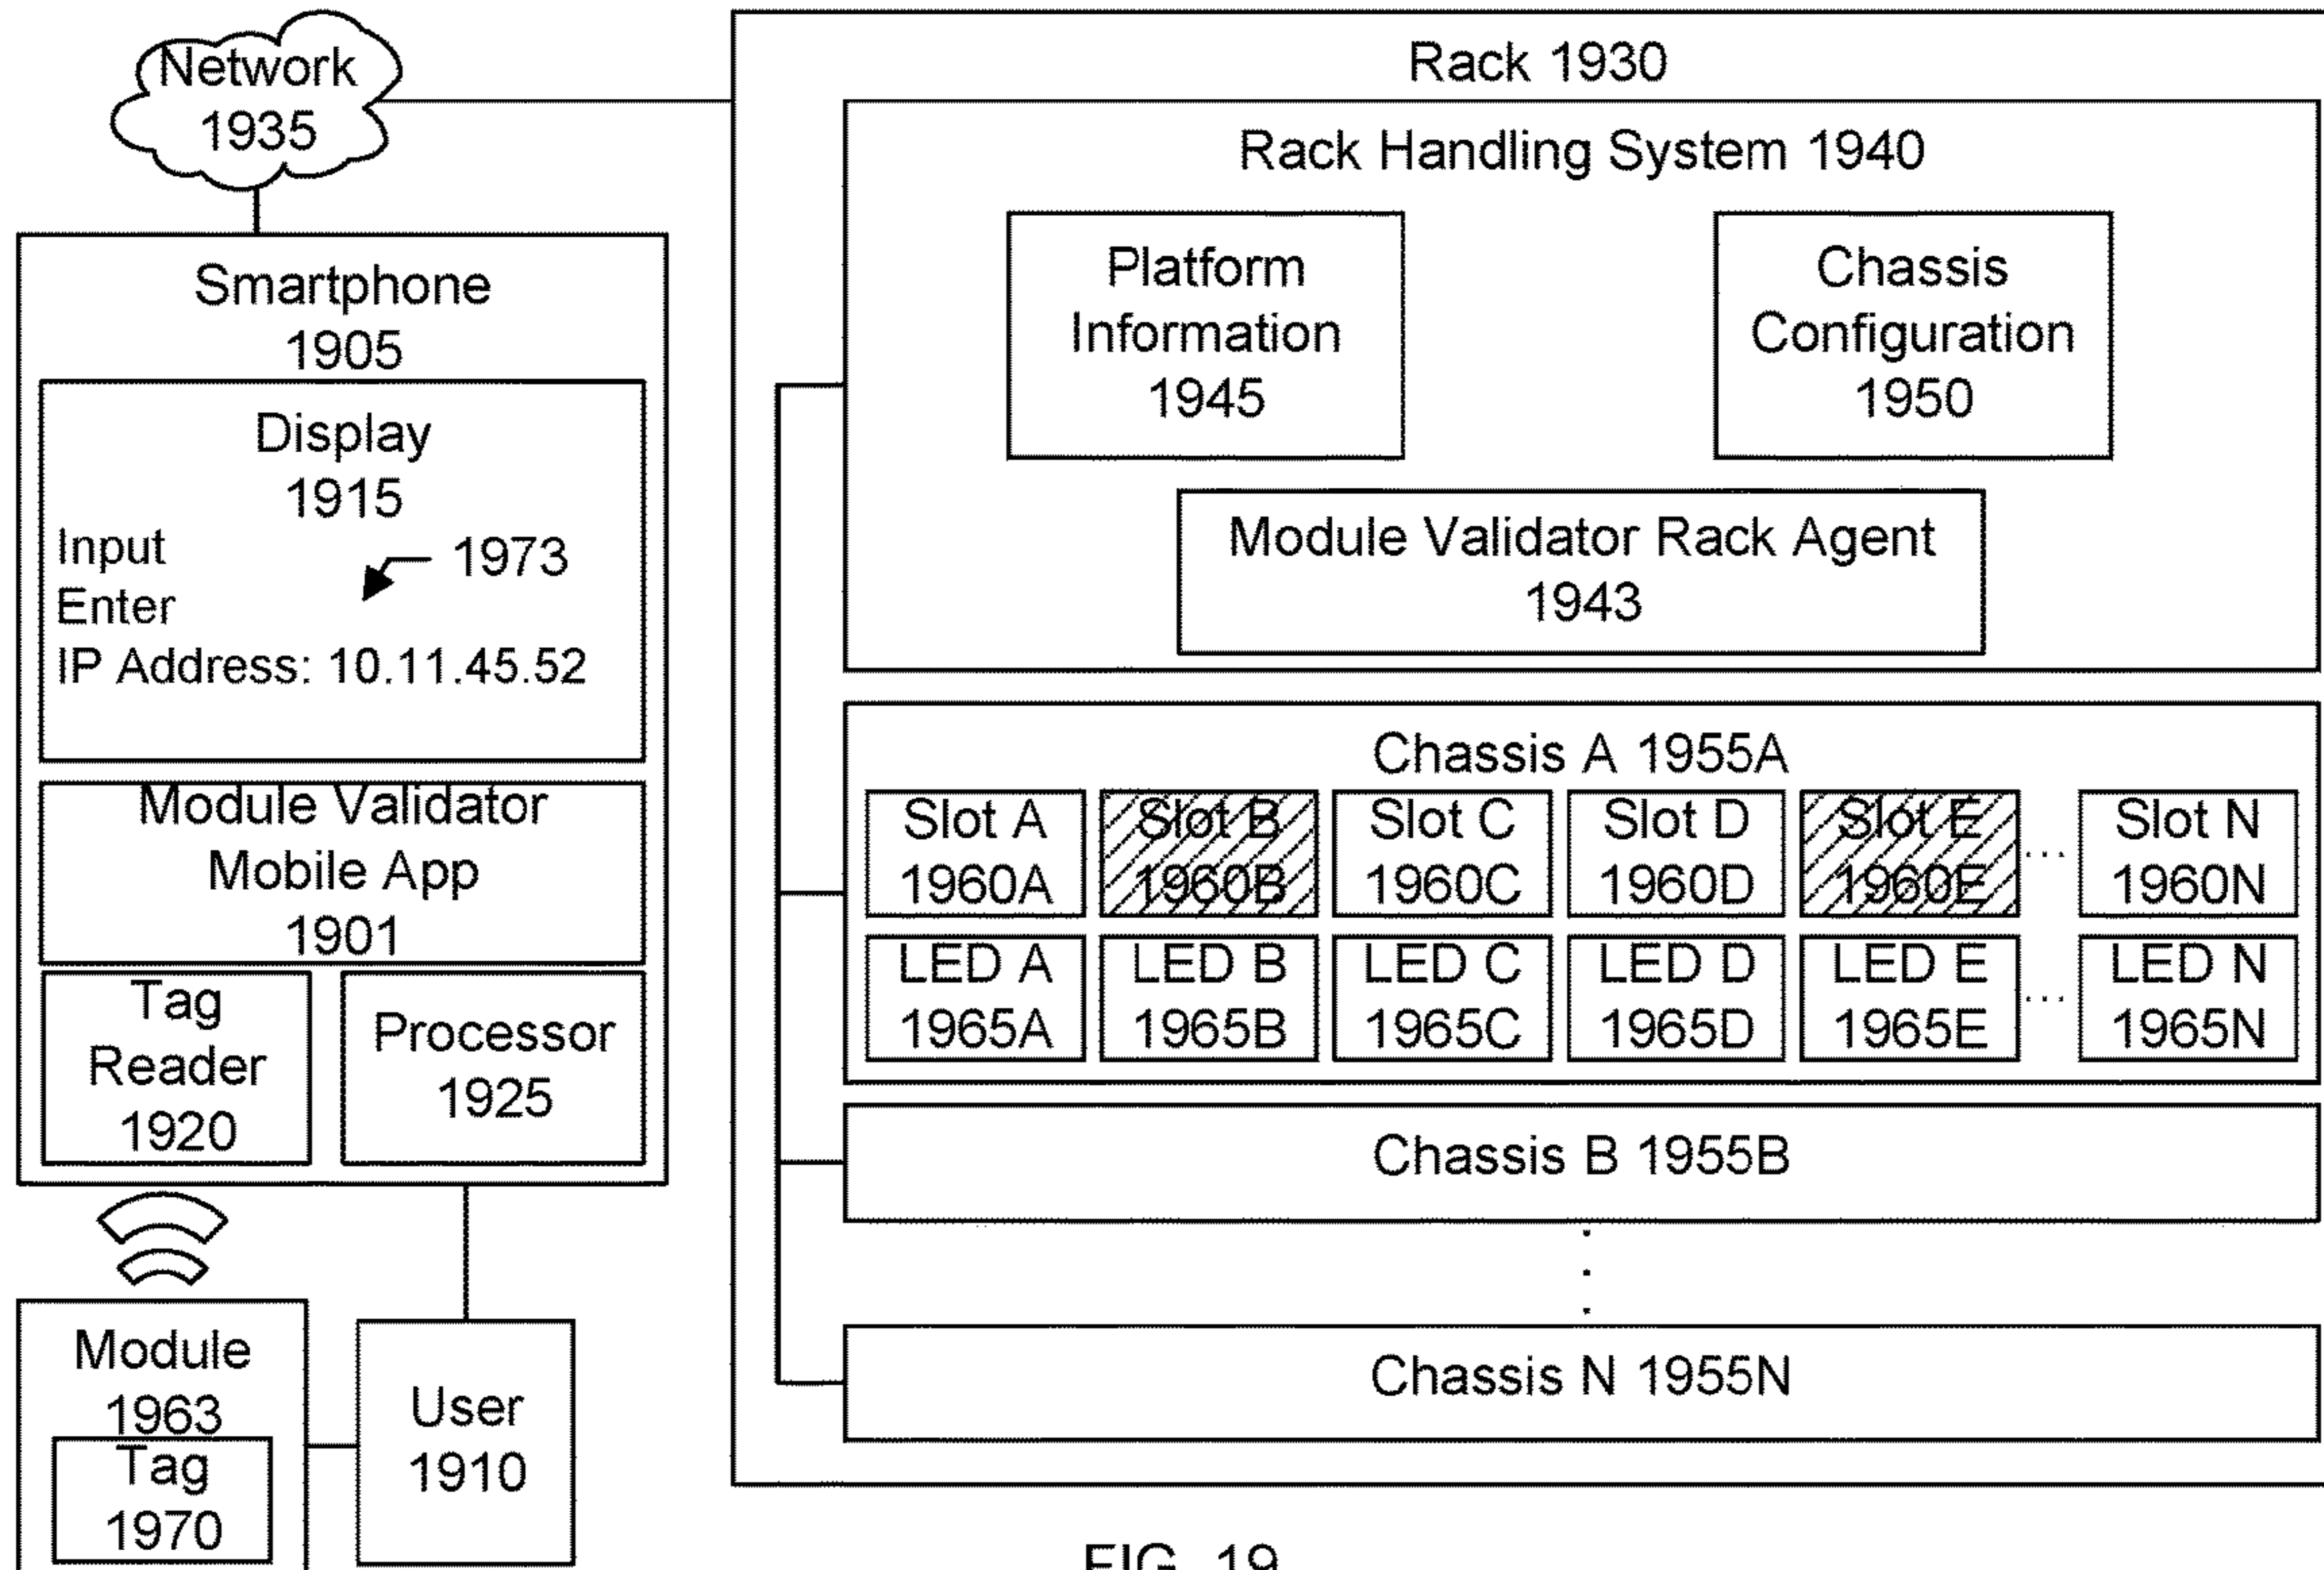 Network
1935
Smartphone
1905
Display
1915
Input
1973
Enter
IP Address: 10.11.45.52
Module Validator
Mobile App
1901
Tag
Reader
1920
Processor
1925
Module
1963
Tag
1970
User
1910
Rack 1930
Rack Handling System 1940
Platform
Information
1945
Chassis
Configuration
1950
Module Validator Rack Agent
1943
Chassis A 1955A
Slot A
1960A
Slot B
1960B
Slot C
1960C
Slot D
1960D
Slot E
1960E
...
Slot N
1960N
LED A
1965A
LED B
1965B
LED C
1965C
LED D
1965D
LED E
1965E
...
LED N
1965N
Chassis B 1955B
Chassis N 1955N
FIG. 19